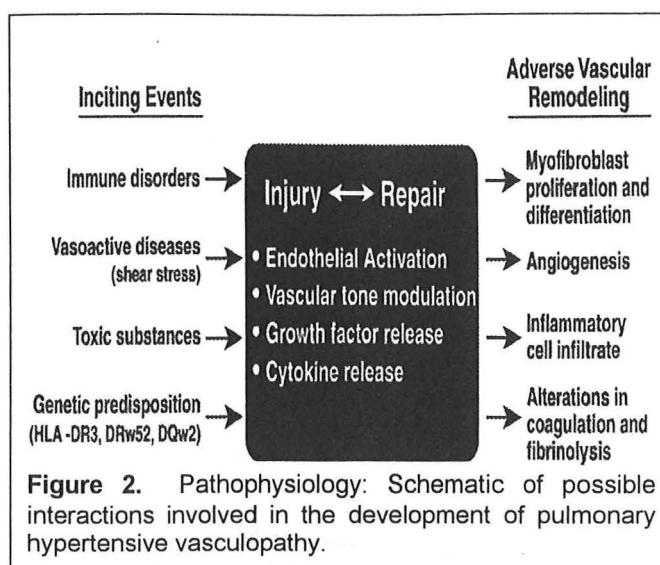 Inciting Events
Immune disorders
Vasoactive diseases
(shear stress)
Toxic substances
Genetic predisposition
(HLA -DR3, DRw52, DQw2)
Injury ↔ Repair
• Endothelial Activation
• Vascular tone modulation
• Growth factor release
• Cytokine release
Adverse Vascular
Remodeling
Myofibroblast
proliferation and
differentiation
Angiogenesis
Inflammatory
cell infiltrate
Alterations in
coagulation and
fibrinolysis
Figure 2. Pathophysiology: Schematic of possible
interactions involved in the development of pulmonary
hypertensive vasculopathy.